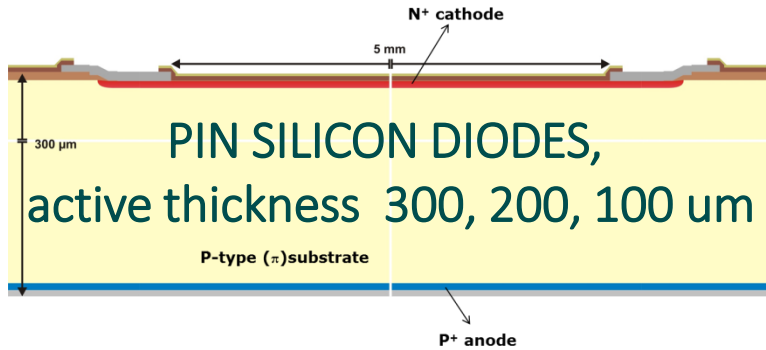 N⁺ cathode
5 mm
300 µm
PIN SILICON DIODES,
active thickness 300, 200, 100 um
P-type (π)substrate
P⁺ anode